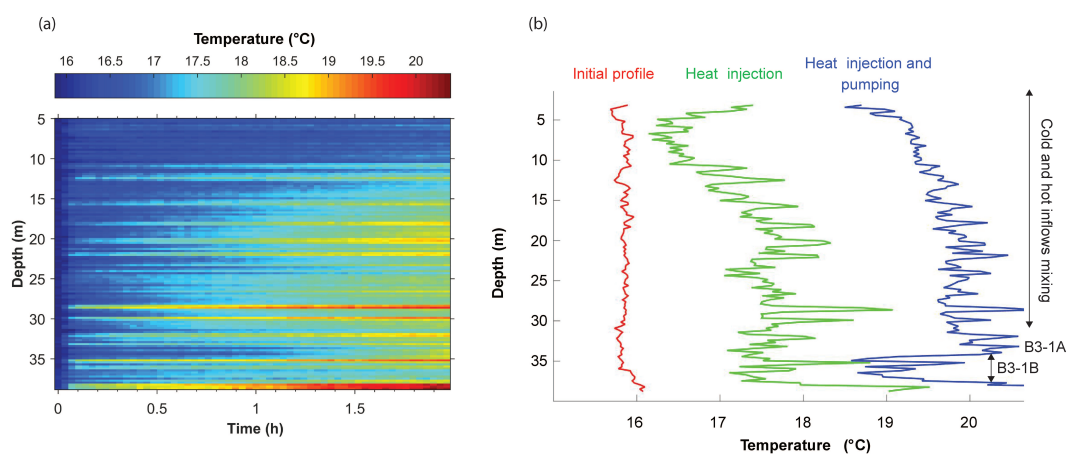 (a)
Temperature (°C)
16 16.5 17 17.5 18 18.5 19 19.5 20
5
10
15
20
25
30
35
Depth (m)
0 0.5 1 1.5
Time (h)
(b)
Initial profile
Heat injection
Heat injection and
pumping
5
10
15
20
25
30
35
Depth (m)
16 17 18 19 20
Temperature (°C)
Cold and hot inflows mixing
B3-1A
B3-1B